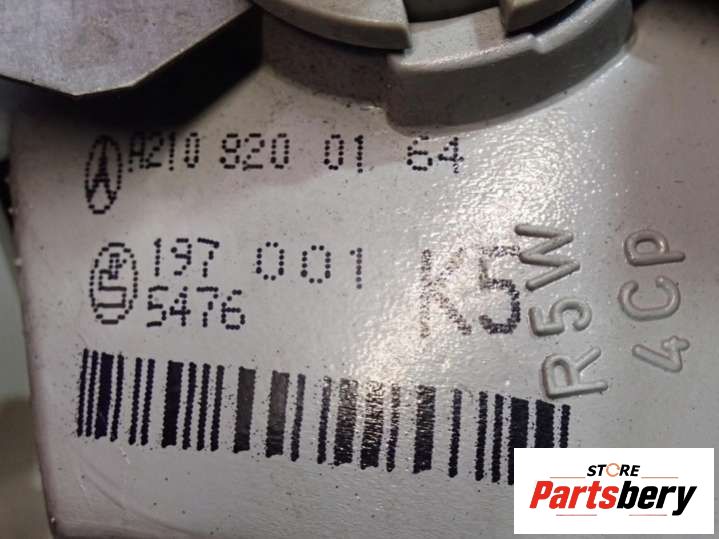 A210 820 01 64
197 001 K5
5476
R5W
4CP
STORE
Partsbery